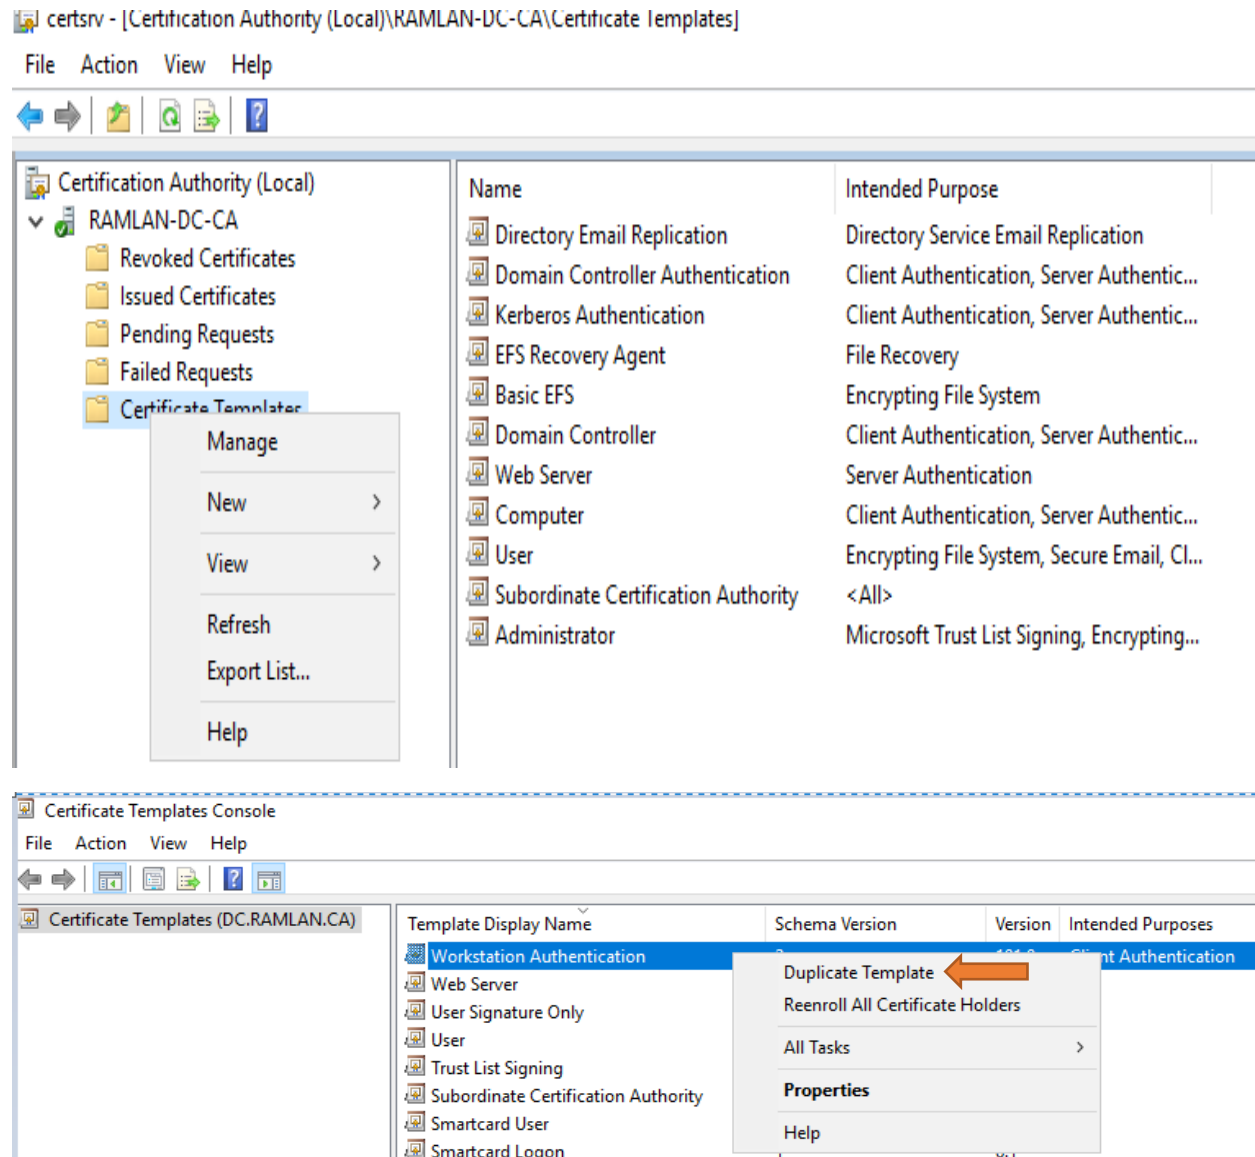 certsrv - [Certification Authority (Local)\RAMLAN-DC-CA\Certificate Templates]
File Action View Help
Certification Authority (Local)
RAMLAN-DC-CA
Revoked Certificates
Issued Certificates
Pending Requests
Failed Requests
Certificate Templates
Manage
New
View
Refresh
Export List...
Help
Name Intended Purpose
Directory Email Replication Directory Service Email Replication
Domain Controller Authentication Client Authentication, Server Authentic...
Kerberos Authentication Client Authentication, Server Authentic...
EFS Recovery Agent File Recovery
Basic EFS Encrypting File System
Domain Controller Client Authentication, Server Authentic...
Web Server Server Authentication
Computer Client Authentication, Server Authentic...
User Encrypting File System, Secure Email, Cl...
Subordinate Certification Authority <All>
Administrator Microsoft Trust List Signing, Encrypting...
Certificate Templates Console
File Action View Help
Certificate Templates (DC.RAMLAN.CA)
Template Display Name Schema Version Version Intended Purposes
Workstation Authentication Authentication
Web Server
User Signature Only
User
Trust List Signing
Subordinate Certification Authority
Smartcard User
Smartcard Logon
Duplicate Template
Reenroll All Certificate Holders
All Tasks
Properties
Help